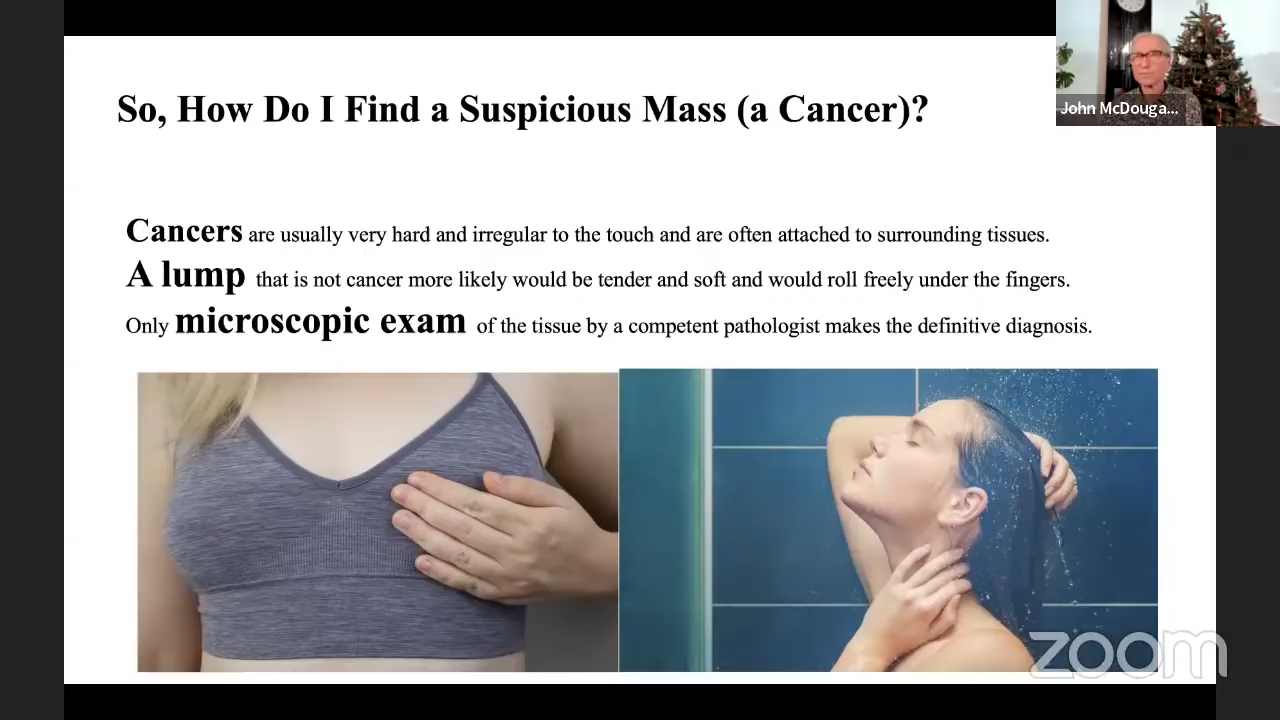 So, How Do I Find a Suspicious Mass (a Cancer)?
John McDouga...
Cancers are usually very hard and irregular to the touch and are often attached to surrounding tissues.
A lump that is not cancer more likely would be tender and soft and would roll freely under the fingers.
Only microscopic exam of the tissue by a competent pathologist makes the definitive diagnosis.
zoom